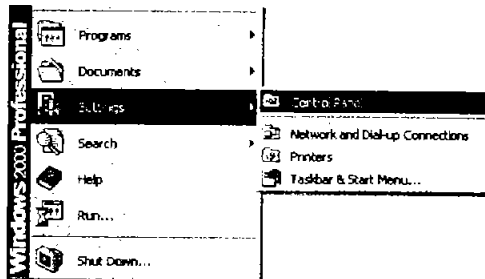 Windows 2000 Professional
Programs
Documents
Settings
Search
Help
Run...
Shut Down...
Control Panel
Network and Dial-up Connections
Printers
Taskbar & Start Menu...